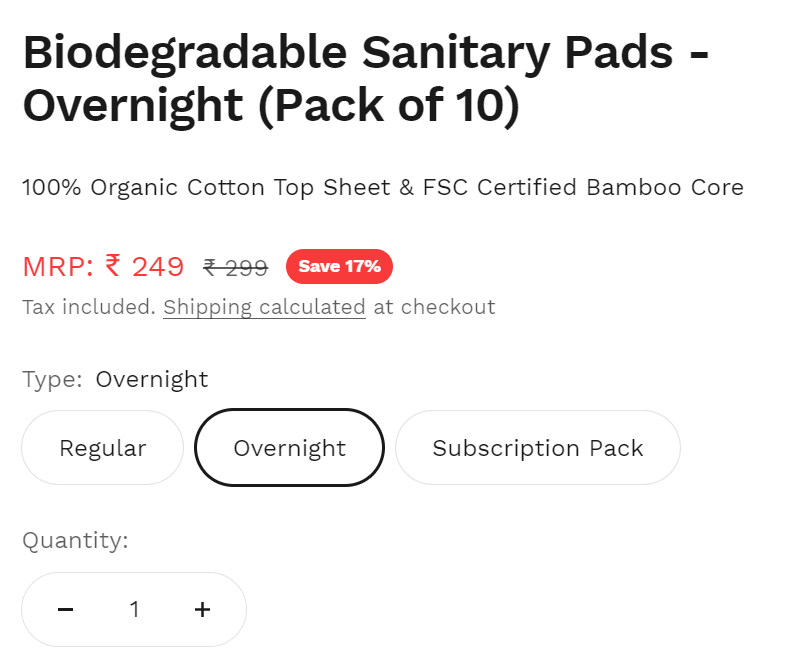 Biodegradable Sanitary Pads -
Overnight (Pack of 10)
100% Organic Cotton Top Sheet & FSC Certified Bamboo Core
MRP: ₹ 249 ₹ 299 Save 17%
Tax included. Shipping calculated at checkout
Type: Overnight
Regular Overnight Subscription Pack
Quantity:
− 1 +